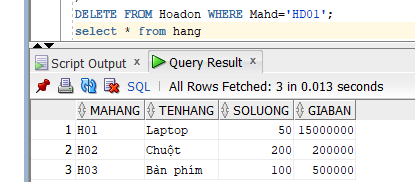 DELETE FROM Hoadon WHERE Mahd='HD01';
select * from hang
Script Output × Query Result ×
SQL | All Rows Fetched: 3 in 0.013 seconds
MAHANG TENHANG SOLUONG GIABAN
1 H01 Laptop 50 15000000
2 H02 Chuột 200 200000
3 H03 Bàn phím 100 500000